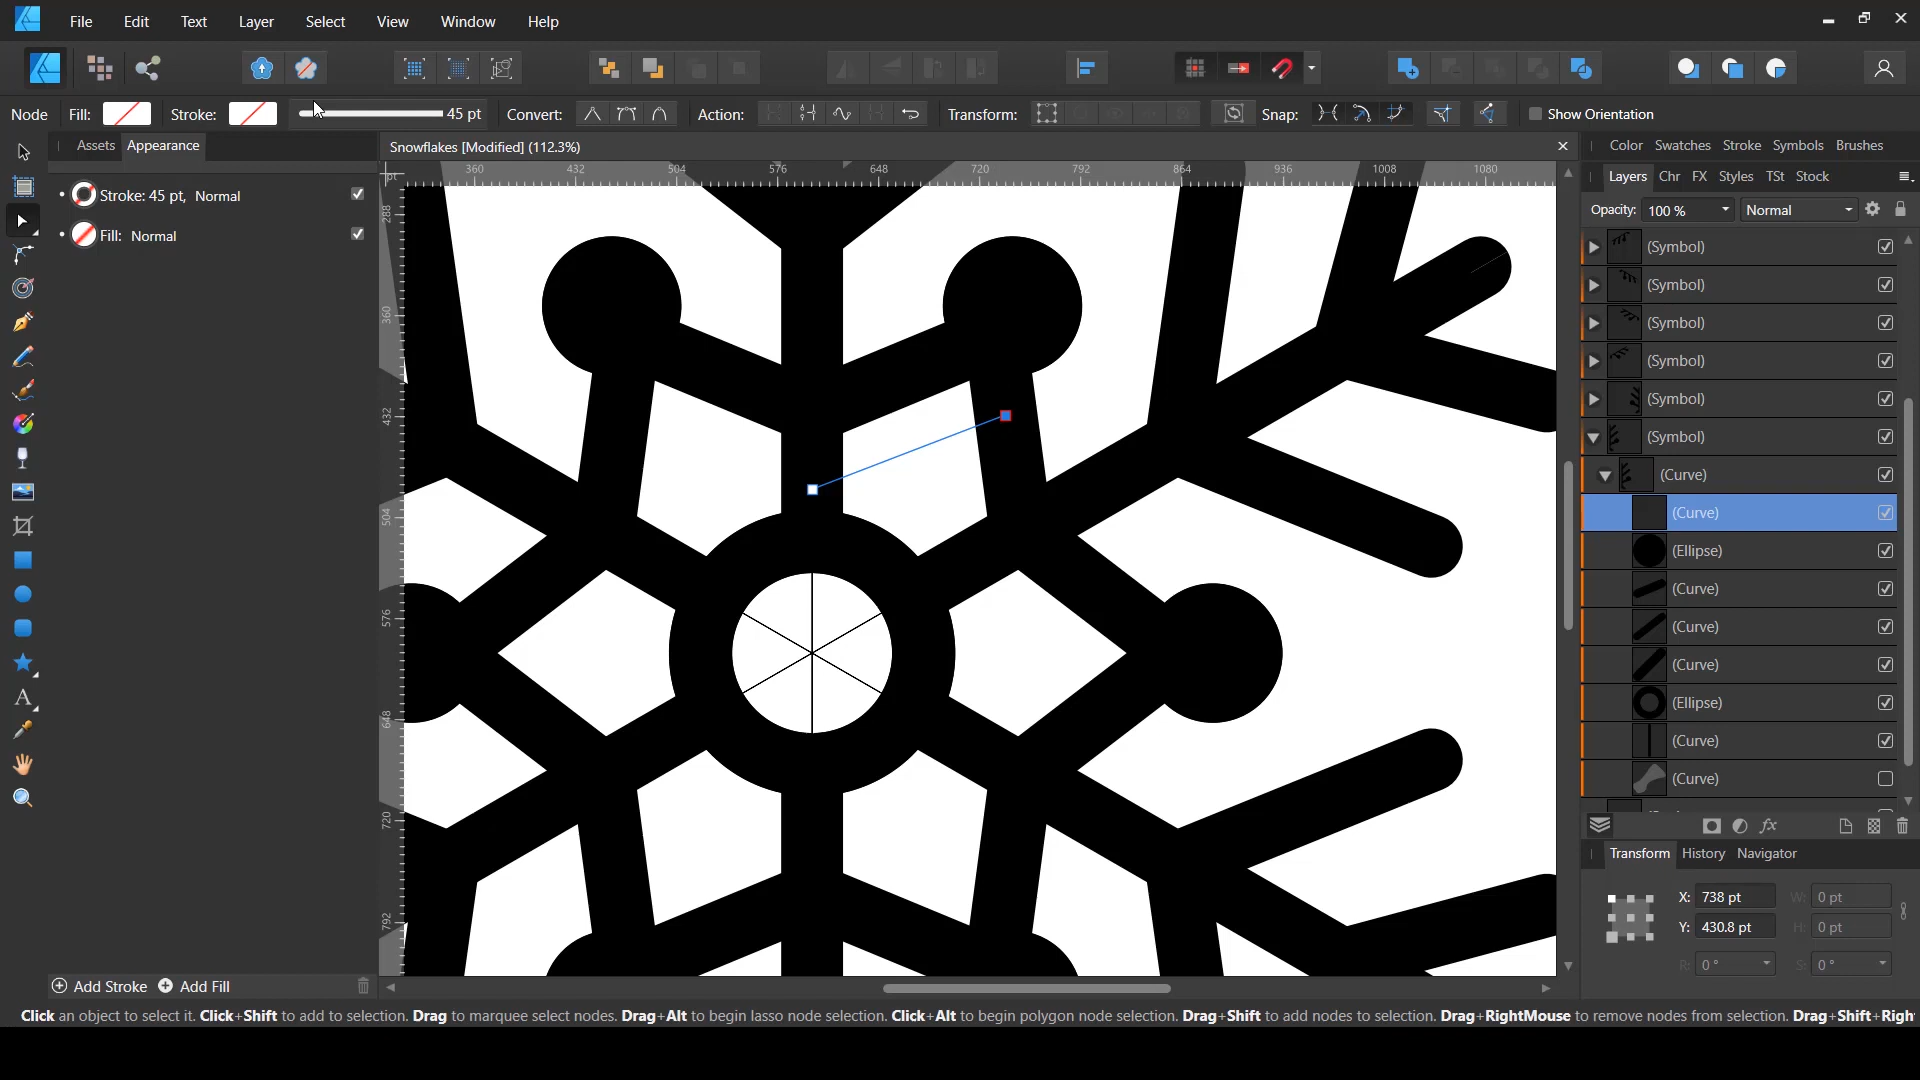 File Edit Text Layer Select View Window Help
Node Fill: Stroke: 45 pt Convert: Action: Transform: Snap: Show Orientation
Assets Appearance
Snowflakes [Modified] (112.3%)
Color Swatches Stroke Symbols Brushes
Layers Chr FX Styles TSt Stock
pt 360 432 504 576 648 720 792 864 936 1008 1080
288 360 432 504 576 648 720 792
Stroke: 45 pt, Normal
Fill: Normal
Opacity: 100 % Normal
(Symbol)
(Symbol)
(Symbol)
(Symbol)
(Symbol)
(Symbol)
(Curve)
(Curve)
(Ellipse)
(Curve)
(Curve)
(Curve)
(Ellipse)
(Curve)
(Curve)
Transform History Navigator
X: 738 pt W: 0 pt
Y: 430.8 pt H: 0 pt
R: 0 ° S: 0 °
Add Stroke Add Fill
Click an object to select it. Click+Shift to add to selection. Drag to marquee select nodes. Drag+Alt to begin lasso node selection. Click+Alt to begin polygon node selection. Drag+Shift to add nodes to selection. Drag+RightMouse to remove nodes from selection. Drag+Shift+Righ